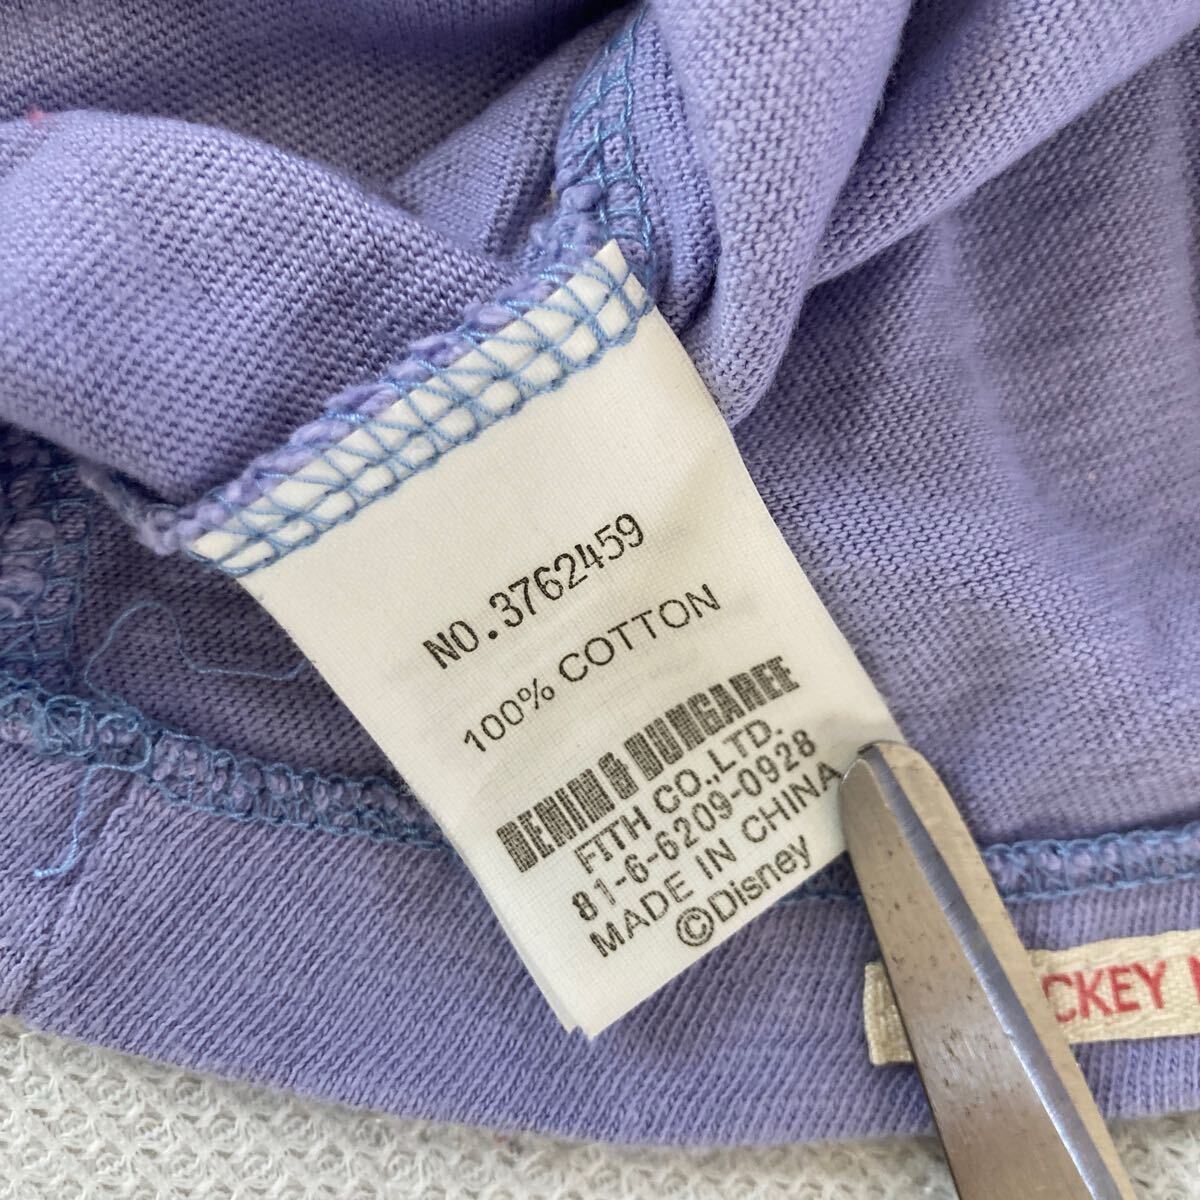 NO.3762459
100% COTTON
DENIM & DUNGAREE
FITH CO.,LTD.
81-6-6209-0928
MADE IN CHINA
©Disney
CKEY